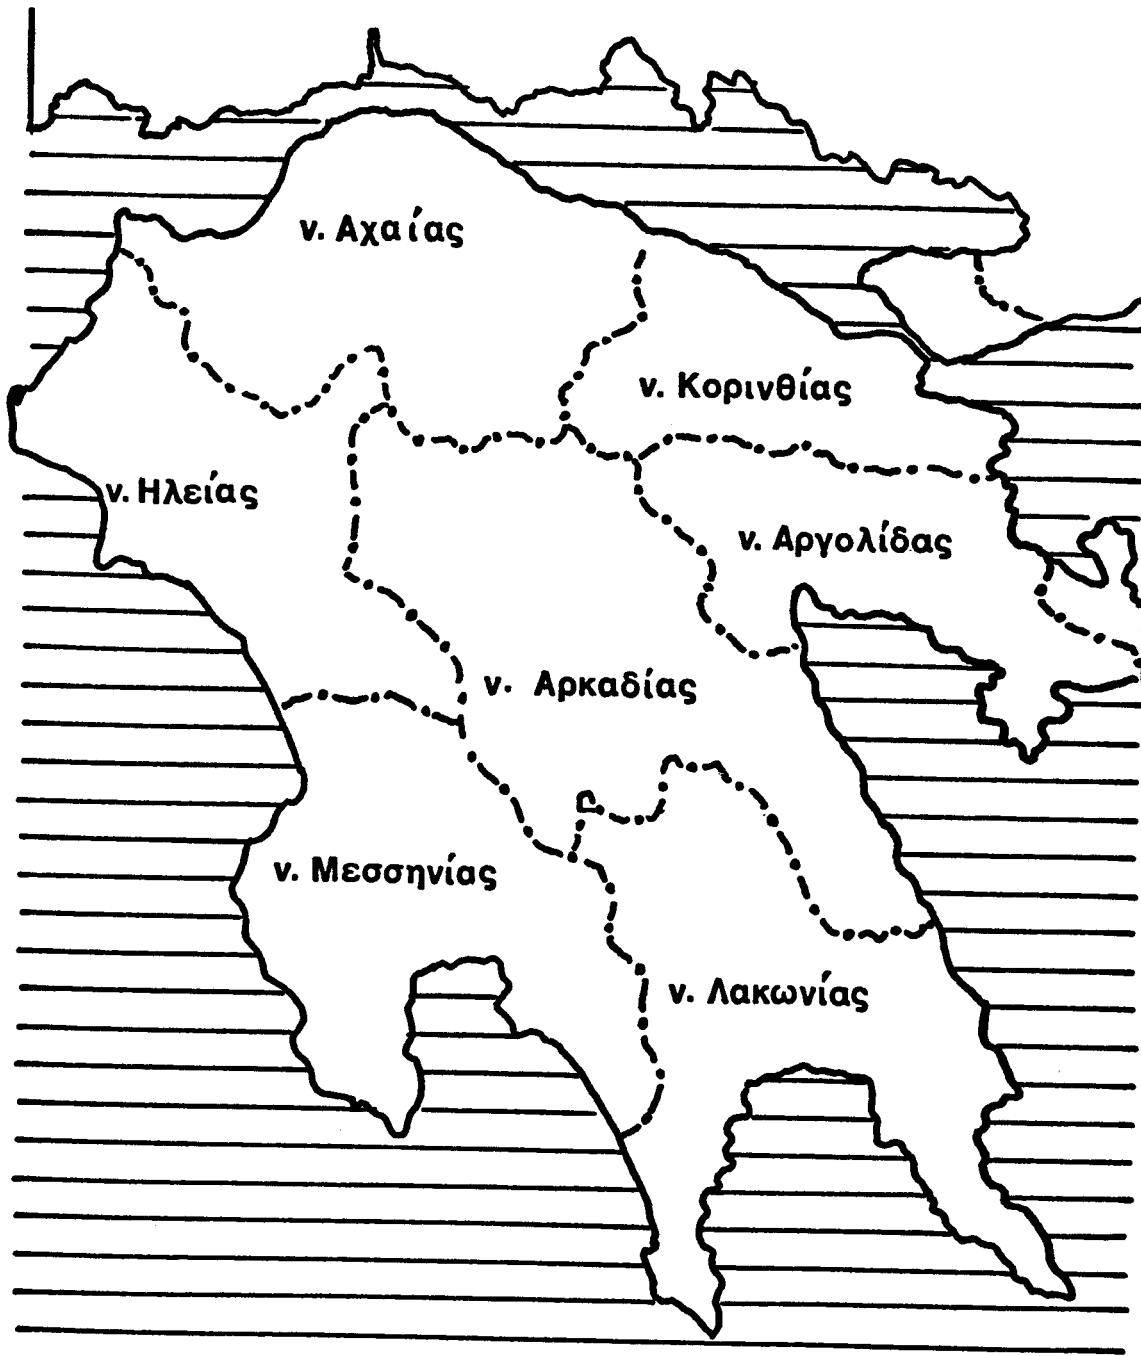 ν. Αχαΐας
ν. Κορινθίας
ν. Ηλείας
ν. Αργολίδας
ν. Αρκαδίας
ν. Μεσσηνίας
ν. Λακωνίας